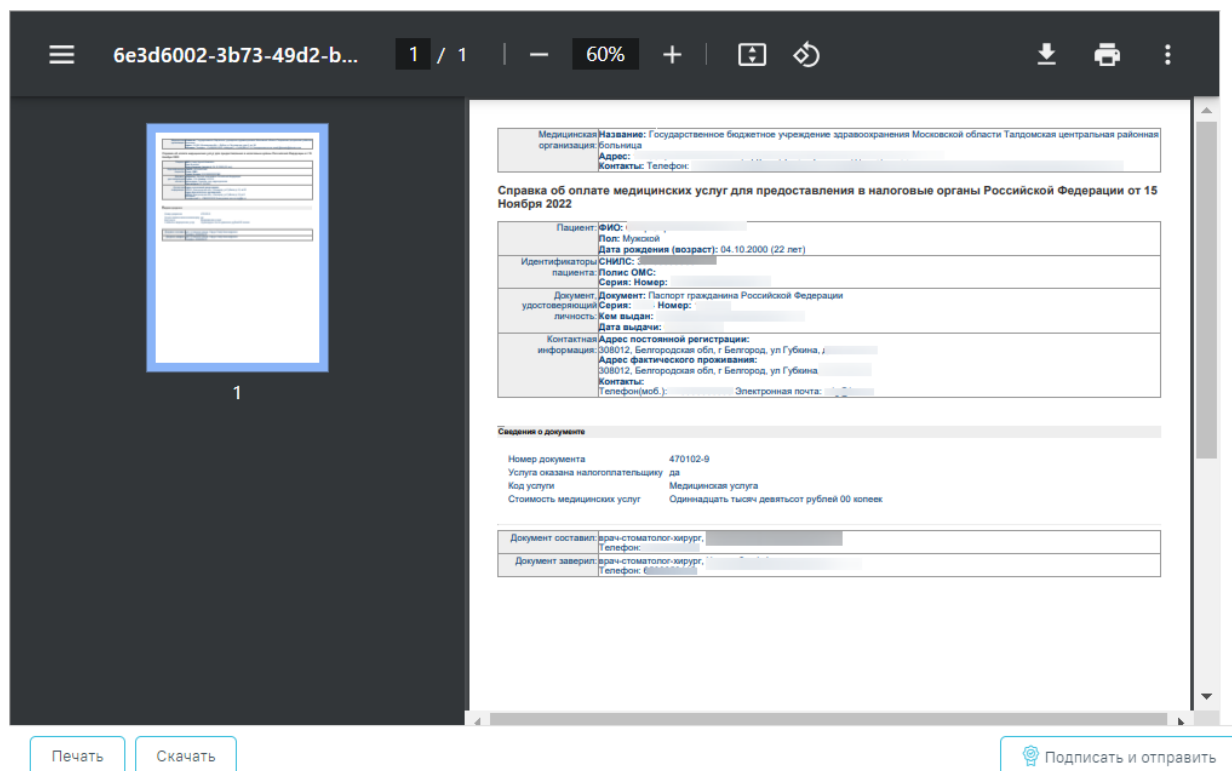 6e3d6002-3b73-49d2-b... 1 / 1 60%
1
Медицинская организация: Название: Государственное бюджетное учреждение здравоохранения Московской области Талдомская центральная районная больница
Адрес:
Контакты: Телефон:
Справка об оплате медицинских услуг для предоставления в налоговые органы Российской Федерации от 15
Ноября 2022
Пациент: ФИО:
Пол: Мужской
Дата рождения (возраст): 04.10.2000 (22 лет)
Идентификаторы пациента: СНИЛС:
Полис ОМС:
Серия: Номер:
Документ, удостоверяющий личность: Документ: Паспорт гражданина Российской Федерации
Серия: Номер:
Кем выдан:
Дата выдачи:
Контактная информация: Адрес постоянной регистрации:
308012, Белгородская обл, г Белгород, ул Губкина,
Адрес фактического проживания:
308012, Белгородская обл, г Белгород, ул Губкина
Контакты:
Телефон(моб.): Электронная почта:
Сведения о документе
Номер документа 470102-9
Услуга оказана налогоплательщику да
Код услуги Медицинская услуга
Стоимость медицинских услуг Одиннадцать тысяч девятьсот рублей 00 копеек
Документ составил: врач-стоматолог-хирург,
Телефон:
Документ заверил: врач-стоматолог-хирург,
Телефон:
Печать Скачать Подписать и отправить